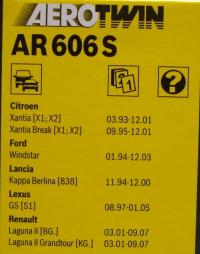 AEROTWIN
AR 606 S
1
?
Citroen
Xantia [X1; X2] 03.93-12.01
Xantia Break [X1; X2] 09.95-12.01
Ford
Windstar 01.94-12.03
Lancia
Kappa Berlina [838] 11.94-12.00
Lexus
GS [S1] 08.97-01.05
Renault
Laguna II [BG.] 03.01-09.07
Laguna II Grandtour [KG.] 03.01-09.07